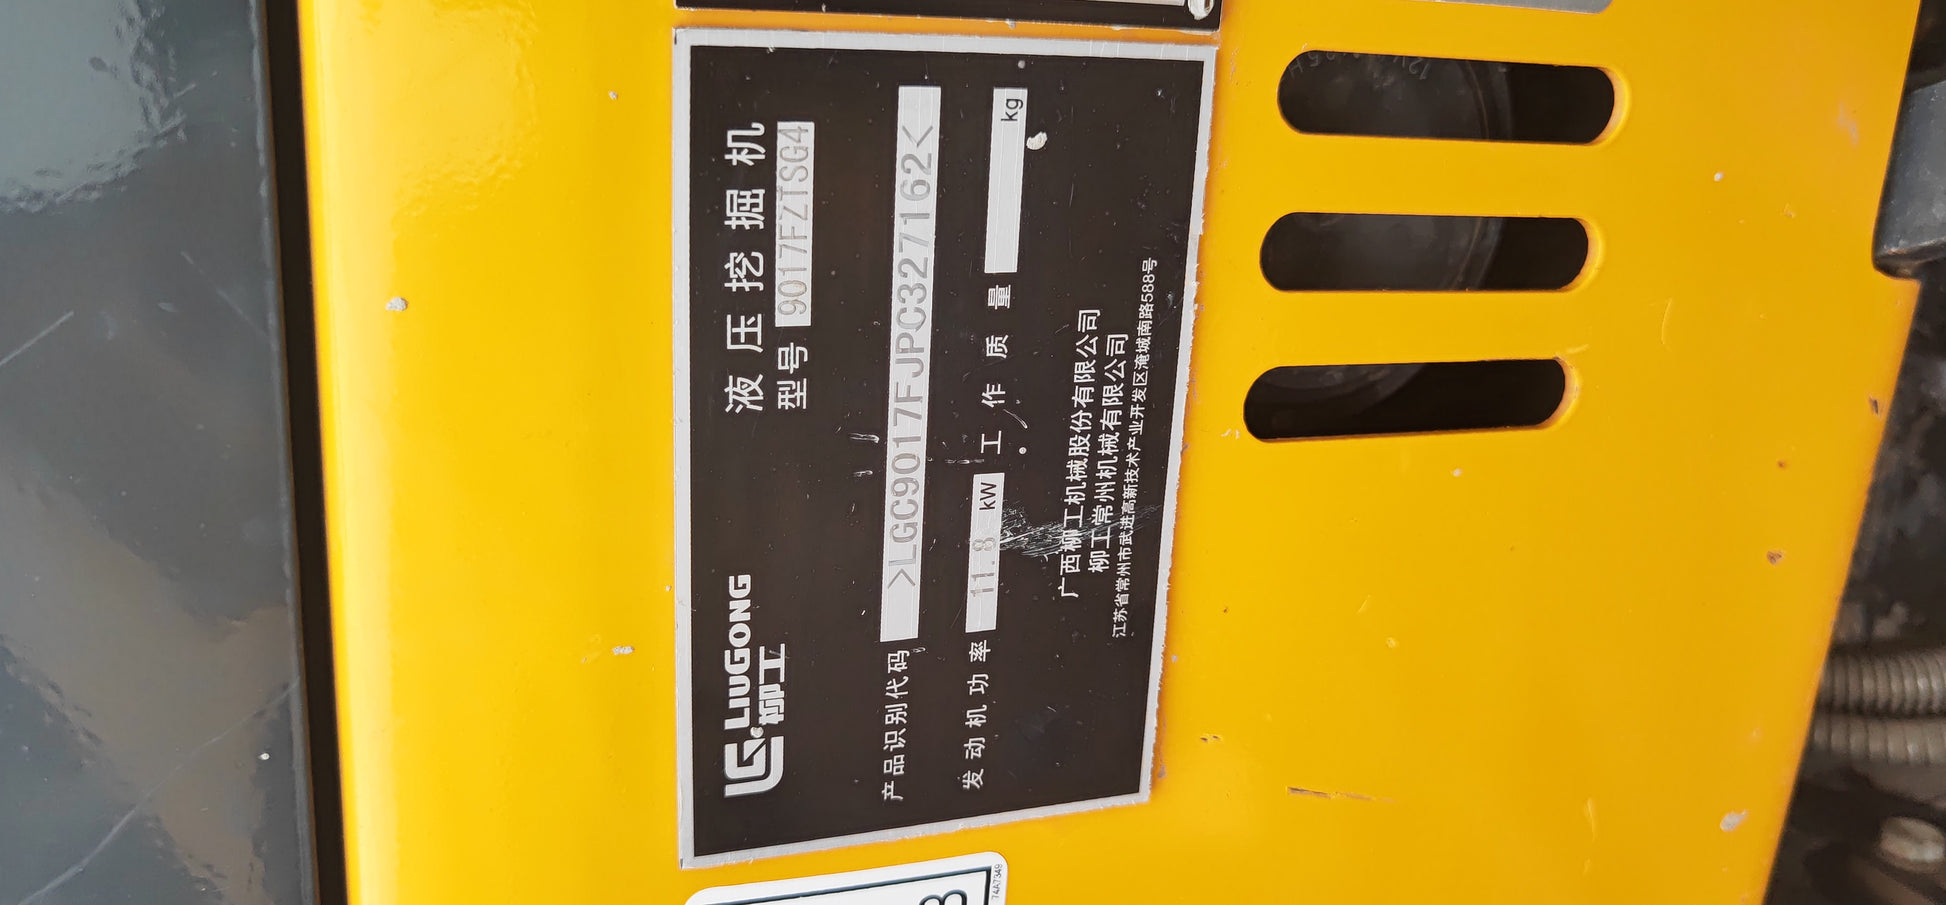 LIUGONG
柳工
液压挖掘机
型号 9017FZTSG4
产品识别代码 >LGC9017FJPC327162<
发动机功率 11.8 kW 工作质量 kg
广西柳工机械股份有限公司
柳工常州机械有限公司
江苏省常州市武进高新技术产业开发区淹城南路588号
74A7349